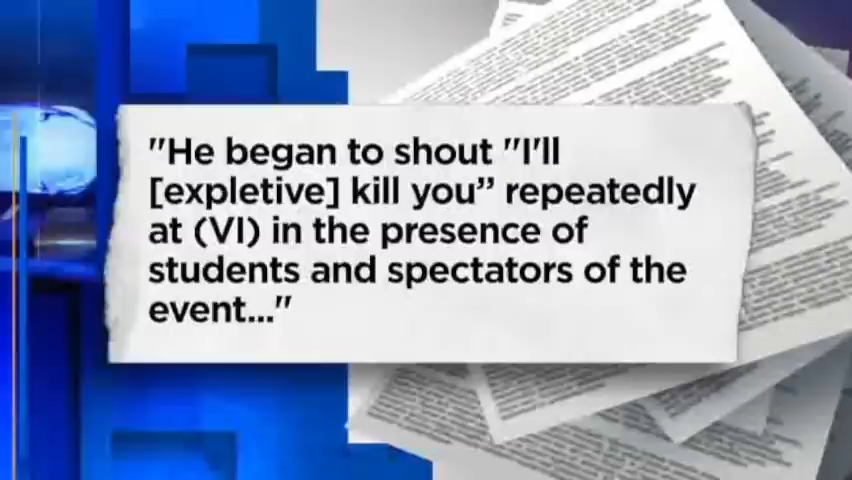 "He began to shout "I'll
[expletive] kill you” repeatedly
at (VI) in the presence of
students and spectators of the
event..."